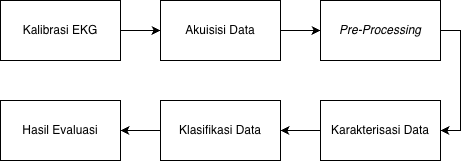 Kalibrasi EKG
Akuisisi Data
Pre-Processing
Karakterisasi Data
Klasifikasi Data
Hasil Evaluasi